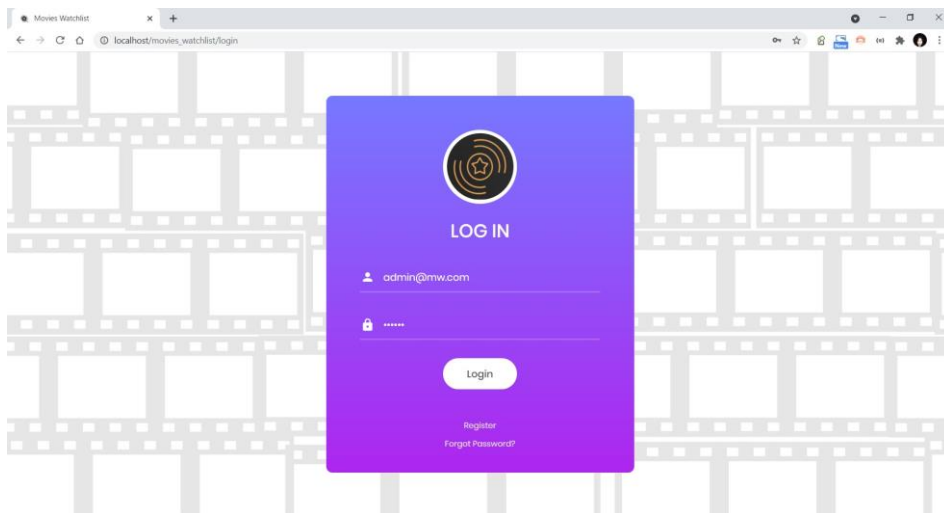 Movies Watchlist
localhost/movies_watchlist/login
New
LOG IN
admin@mw.com
••••••
Login
Register
Forgot Password?